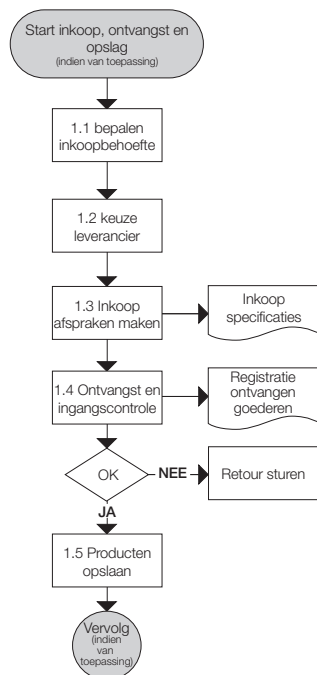 Start inkoop, ontvangst en
opslag
(indien van toepassing)
1.1 bepalen
inkoopbehoefte
1.2 keuze
leverancier
1.3 Inkoop
afspraken maken
Inkoop
specificaties
1.4 Ontvangst en
ingangscontrole
Registratie
ontvangen
goederen
OK
NEE
Retour sturen
JA
1.5 Producten
opslaan
Vervolg
(indien
van
toepassing)